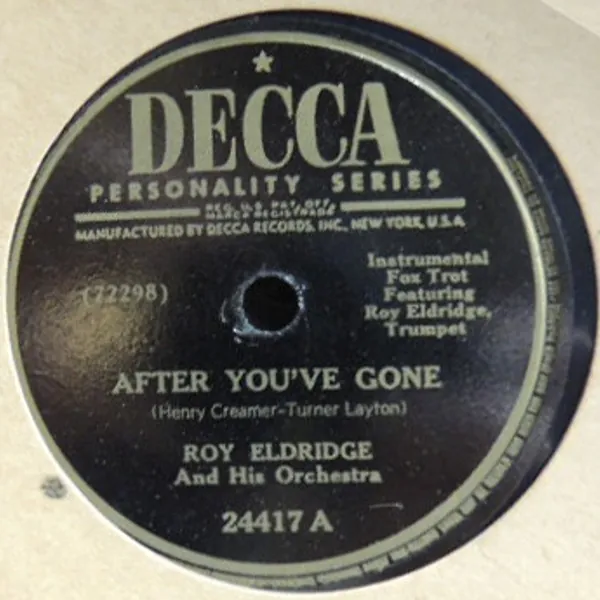 DECCA
PERSONALITY SERIES
REG. U.S. PAT. OFF.
MARCA REGISTRADA
MANUFACTURED BY DECCA RECORDS, INC., NEW YORK, U.S.A.
(72298)
Instrumental
Fox Trot
Featuring
Roy Eldridge,
Trumpet
AFTER YOU'VE GONE
(Henry Creamer-Turner Layton)
ROY ELDRIDGE
And His Orchestra
24417 A